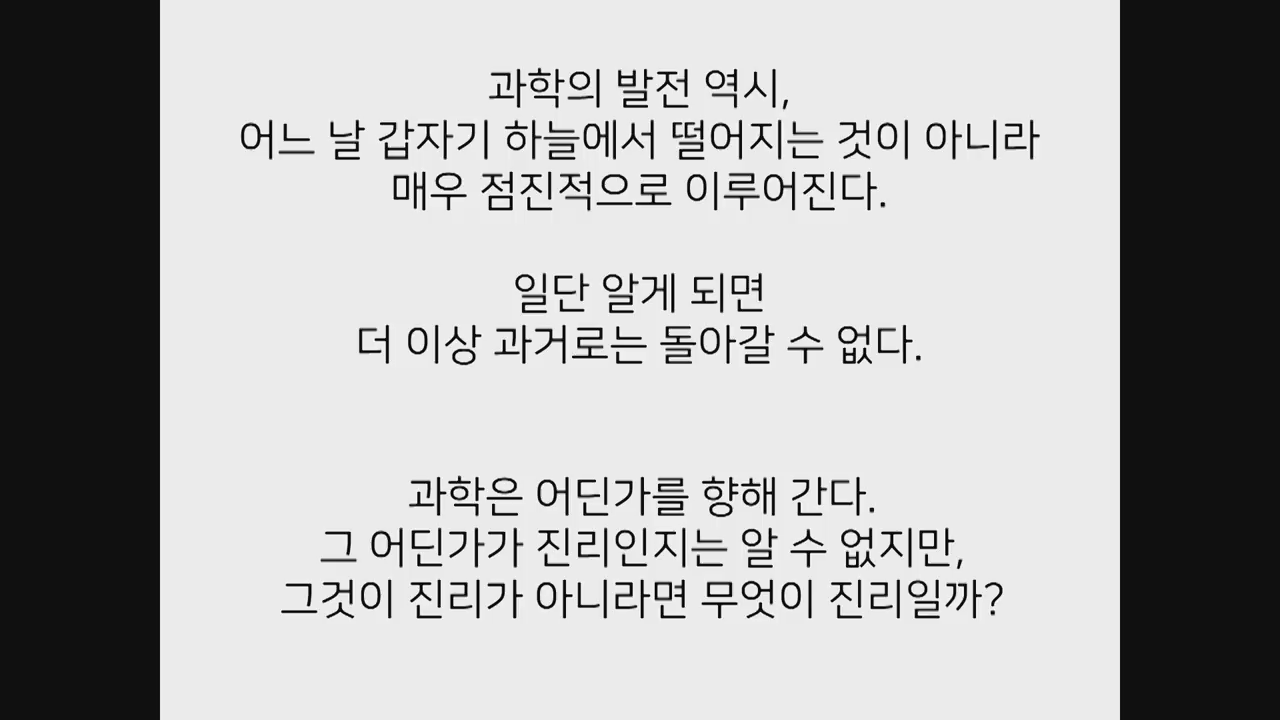 과학의 발전 역시,
어느 날 갑자기 하늘에서 떨어지는 것이 아니라
매우 점진적으로 이루어진다.
일단 알게 되면
더 이상 과거로는 돌아갈 수 없다.
과학은 어딘가를 향해 간다.
그 어딘가가 진리인지는 알 수 없지만,
그것이 진리가 아니라면 무엇이 진리일까?